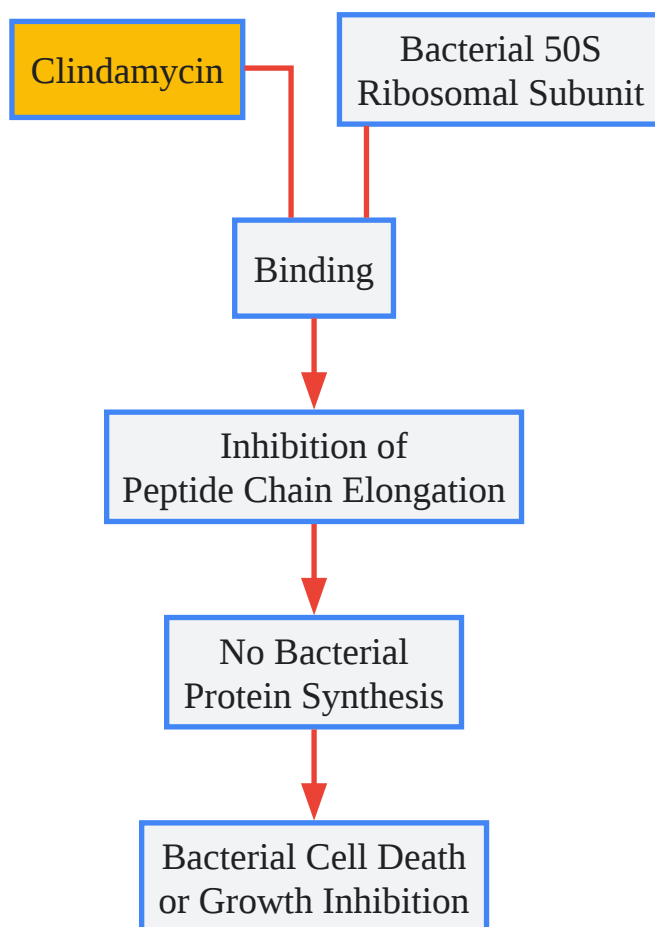 Clindamycin
Bacterial 50S
Ribosomal Subunit
Binding
Inhibition of
Peptide Chain Elongation
No Bacterial
Protein Synthesis
Bacterial Cell Death
or Growth Inhibition